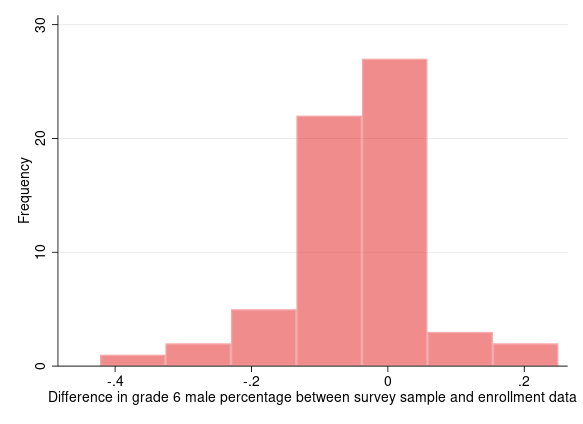 30
20
10
0
Frequency
-.4 -.2 0 .2
Difference in grade 6 male percentage between survey sample and enrollment data